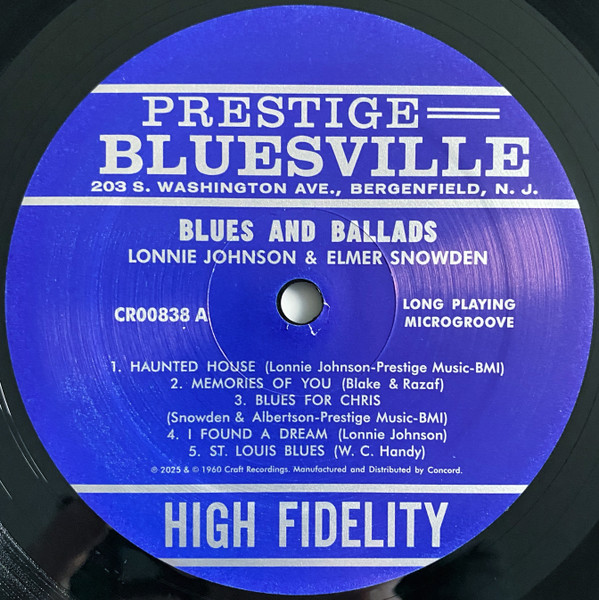 PRESTIGE
BLUESVILLE
203 S. WASHINGTON AVE., BERGENFIELD, N. J.
BLUES AND BALLADS
LONNIE JOHNSON & ELMER SNOWDEN
CR00838 A
LONG PLAYING
MICROGROOVE
1. HAUNTED HOUSE (Lonnie Johnson-Prestige Music-BMI)
2. MEMORIES OF YOU (Blake & Razaf)
3. BLUES FOR CHRIS
(Snowden & Albertson-Prestige Music-BMI)
4. I FOUND A DREAM (Lonnie Johnson)
5. ST. LOUIS BLUES (W. C. Handy)
℗ 2025 & © 1960 Craft Recordings. Manufactured and Distributed by Concord.
HIGH FIDELITY